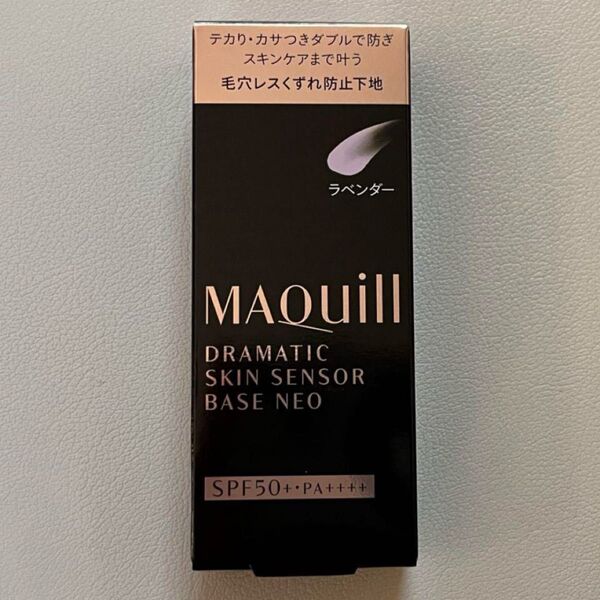 テカり・カサつきダブルで防ぎ
スキンケアまで叶う
毛穴レスくずれ防止下地
ラベンダー
MAQuill
DRAMATIC
SKIN SENSOR
BASE NEO
SPF50+・PA++++